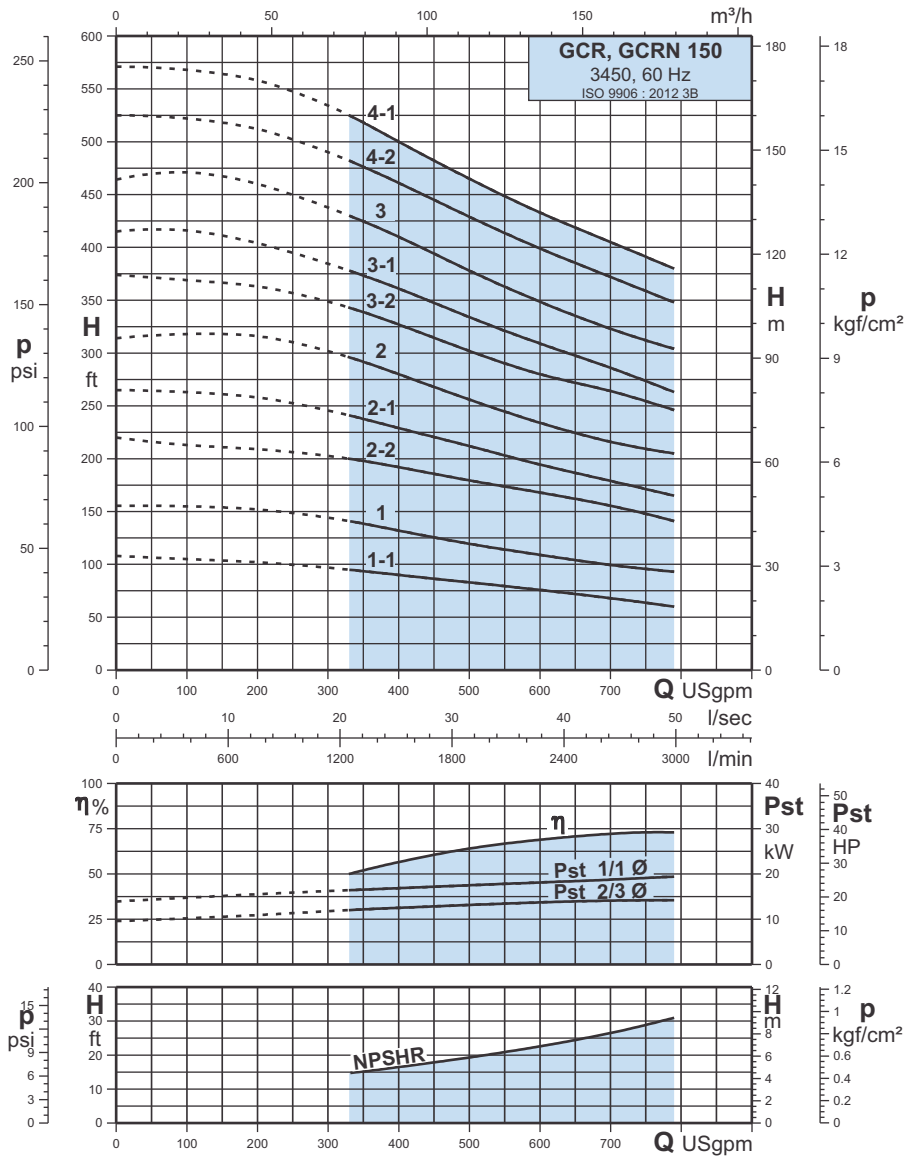 0 50 100 150 m³/h
GCR, GCRN 150
3450, 60 Hz
ISO 9906 : 2012 3B
600
550
500
450
400
350
300
250
200
150
100
50
0
H
ft
250
200
150
100
50
0
p
psi
180
150
120
90
60
30
0
H
m
18
15
12
9
6
3
0
p
kgf/cm²
4-1
4-2
3
3-1
3-2
2
2-1
2-2
1
1-1
0 100 200 300 400 500 600 700 Q USgpm
0 10 20 30 40 50 l/sec
0 600 1200 1800 2400 3000 l/min
100
75
50
25
0
η%
η
Pst 1/1 Ø
Pst 2/3 Ø
40
30
20
10
0
Pst
kW
50
40
30
20
10
0
Pst
HP
15
9
6
3
0
p
psi
40
30
20
10
0
H
ft
NPSHR
12
10
8
6
4
2
0
H
m
1.2
1
0.8
0.6
0.4
0.2
0
p
kgf/cm²
0 100 200 300 400 500 600 700 Q USgpm